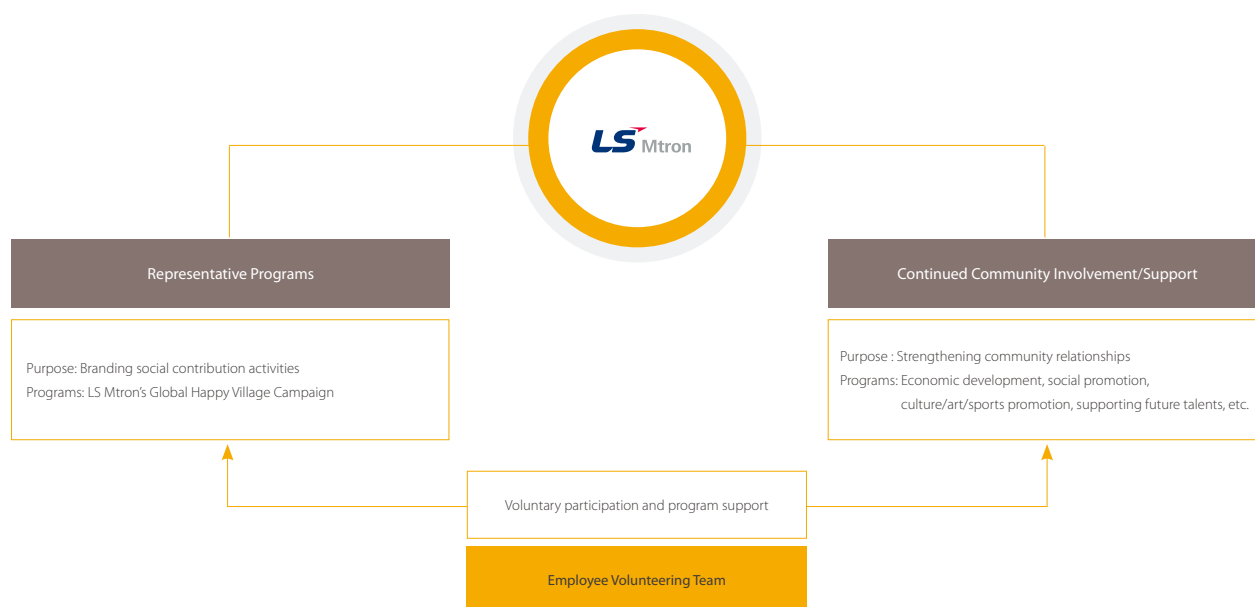 LS Mtron
Representative Programs
Purpose: Branding social contribution activities
Programs: LS Mtron’s Global Happy Village Campaign
Continued Community Involvement/Support
Purpose : Strengthening community relationships
Programs: Economic development, social promotion,
culture/art/sports promotion, supporting future talents, etc.
Voluntary participation and program support
Employee Volunteering Team